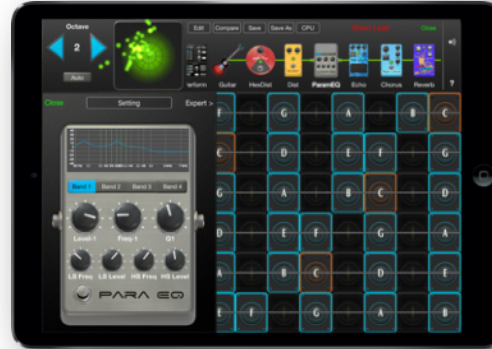 Octave
2
Auto
Edit Compare Save Save As CPU
Close
erform Guitar HexDist Dist ParamEQ Echo Chorus Reverb ?
Close Setting Expert >
Band 1 Band 2 Band 3 Band 4
Level-1 Freq-1 Q1
LS Freq LS Level HS Freq HS Level
PARA EQ
F G A B C
C D E F G
G A B C D
D E F G A
A B C D E
E F G A B